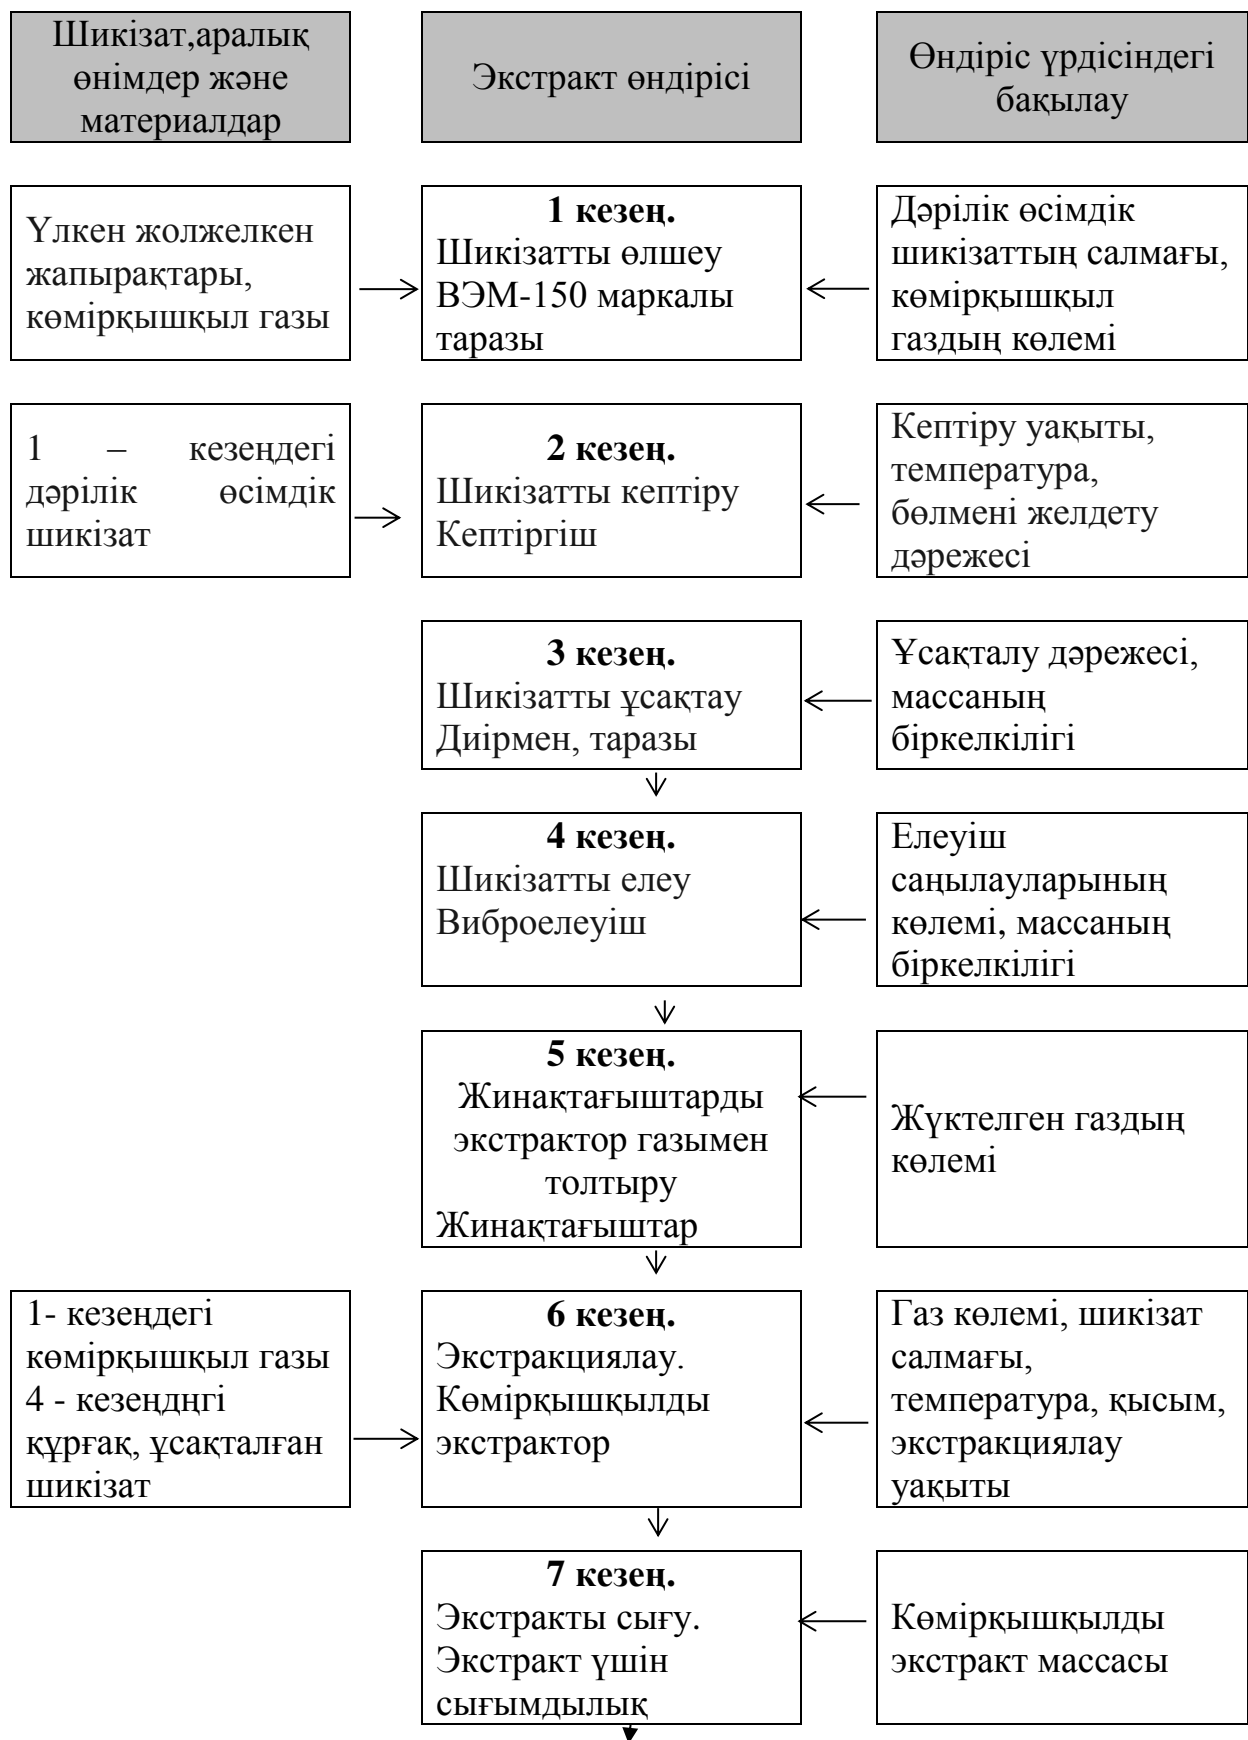 Шикізат,аралық
өнімдер және
материалдар
Экстракт өндірісі
Өндіріс үрдісіндегі
бақылау
Үлкен жолжелкен
жапырақтары,
көмірқышқыл газы
1 кезең.
Шикізатты өлшеу
ВЭМ-150 маркалы
таразы
Дәрілік өсімдік
шикізаттың салмағы,
көмірқышқыл
газдың көлемі
1 – кезеңдегі
дәрілік өсімдік
шикізат
2 кезең.
Шикізатты кептіру
Кептіргіш
Кептіру уақыты,
температура,
бөлмені желдету
дәрежесі
3 кезең.
Шикізатты ұсақтау
Диірмен, таразы
Ұсақталу дәрежесі,
массаның
біркелкілігі
4 кезең.
Шикізатты елеу
Виброелеуіш
Елеуіш
саңылауларының
көлемі, массаның
біркелкілігі
5 кезең.
Жинақтағыштарды
экстрактор газымен
толтыру
Жинақтағыштар
Жүктелген газдың
көлемі
1- кезеңдегі
көмірқышқыл газы
4 - кезеңдңгі
құрғақ, ұсақталған
шикізат
6 кезең.
Экстракциялау.
Көмірқышқылды
экстрактор
Газ көлемі, шикізат
салмағы,
температура, қысым,
экстракциялау
уақыты
7 кезең.
Экстракты сығу.
Экстракт үшін
сығымдылық
Көмірқышқылды
экстракт массасы